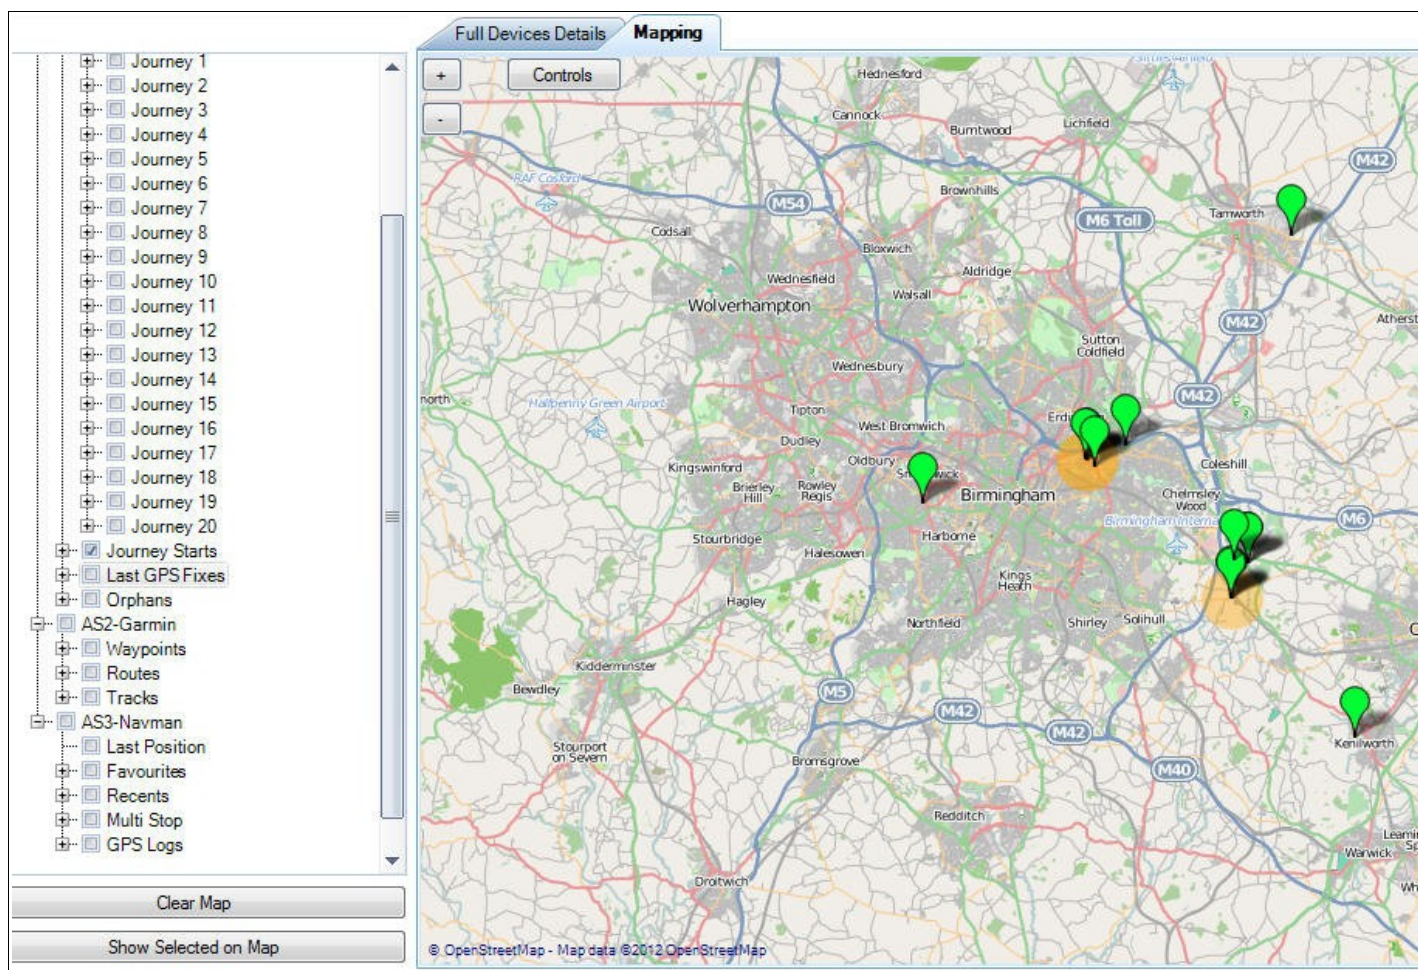 Full Devices Details
Mapping
Journey 1
Journey 2
Journey 3
Journey 4
Journey 5
Journey 6
Journey 7
Journey 8
Journey 9
Journey 10
Journey 11
Journey 12
Journey 13
Journey 14
Journey 15
Journey 16
Journey 17
Journey 18
Journey 19
Journey 20
Journey Starts
Last GPS Fixes
Orphans
AS2-Garmin
Waypoints
Routes
Tracks
AS3-Navman
Last Position
Favourites
Recents
Multi Stop
GPS Logs
Clear Map
Show Selected on Map
+
Controls
-
Hednesford
Cannock
Burntwood
Lichfield
M42
RAF Cosford
Brownhills
M54
M6 Toll
Tamworth
Codsall
Bloxwich
Wednesfield
Aldridge
Walsall
Wolverhampton
M42
Atherst
Sutton
Coldfield
Wednesbury
north
Halfpenny Green Airport
M42
Tipton
West Bromwich
Dudley
Oldbury
Kingswinford
Coleshill
Brierley
Hill
Rowley
Regis
Birmingham
Chelmsley
Wood
M6
Stourbridge
Harborne
Halesowen
Kings
Heath
Hagley
Northfield
Shirley
Solihull
Kidderminster
Bewdley
M5
M42
M42
Kenilworth
Stourport
on Severn
Bromsgrove
M40
Redditch
Leami
Sp
Warwick
Wh
Droitwich
© OpenStreetMap - Map data ©2012 OpenStreetMap